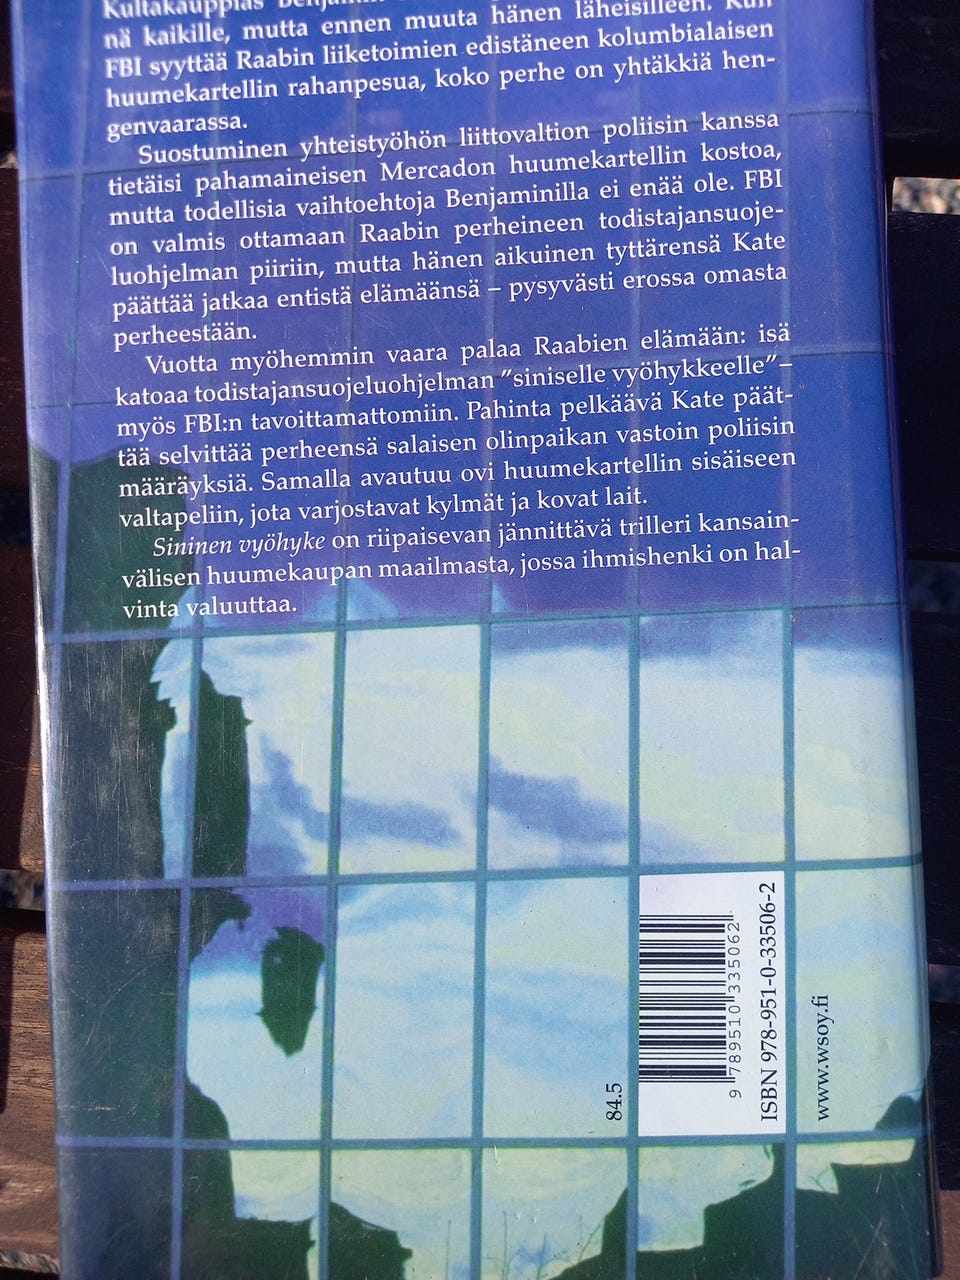 Kultakauppias Benjamin
nä kaikille, mutta ennen muuta hänen läheisilleen. Kun
FBI syyttää Raabin liiketoimien edistäneen kolumbialaisen
huumekartellin rahanpesua, koko perhe on yhtäkkiä hen-
genvaarassa.
Suostuminen yhteistyöhön liittovaltion poliisin kanssa
tietäisi pahamaineisen Mercadon huumekartellin kostoa,
mutta todellisia vaihtoehtoja Benjaminilla ei enää ole. FBI
on valmis ottamaan Raabin perheineen todistajansuoje-
luohjelman piiriin, mutta hänen aikuinen tyttärensä Kate
päättää jatkaa entistä elämäänsä – pysyvästi erossa omasta
perheestään.
Vuotta myöhemmin vaara palaa Raabien elämään: isä
katoaa todistajansuojeluohjelman ”siniselle vyöhykkeelle” –
myös FBI:n tavoittamattomiin. Pahinta pelkäävä Kate päät-
tää selvittää perheensä salaisen olinpaikan vastoin poliisin
määräyksiä. Samalla avautuu ovi huumekartellin sisäiseen
valtapeliin, jota varjostavat kylmät ja kovat lait.
Sininen vyöhyke on riipaisevan jännittävä trilleri kansain-
välisen huumekaupan maailmasta, jossa ihmishenki on hal-
vinta valuuttaa.
84.5
9 789510 335062
ISBN 978-951-0-33506-2
www.wsoy.fi